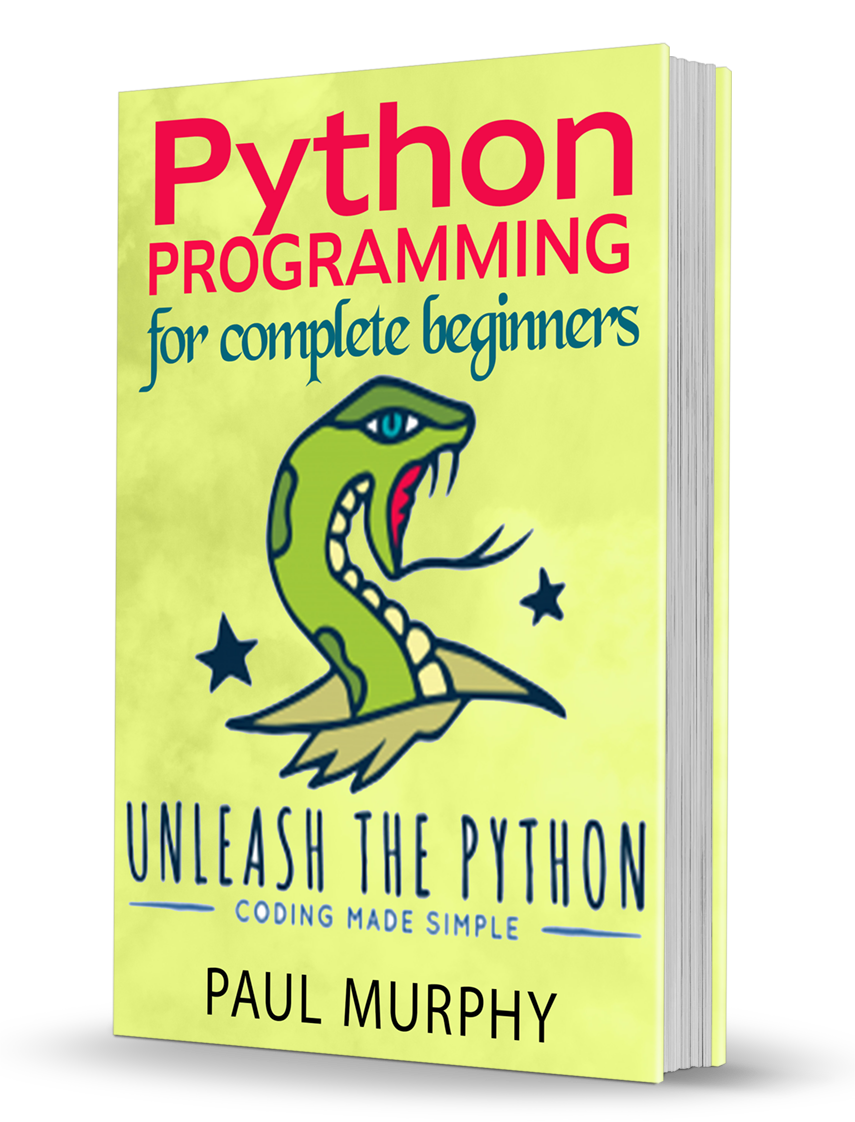 Python
PROGRAMMING
for complete beginners
UNLEASH THE PYTHON
CODING MADE SIMPLE
PAUL MURPHY